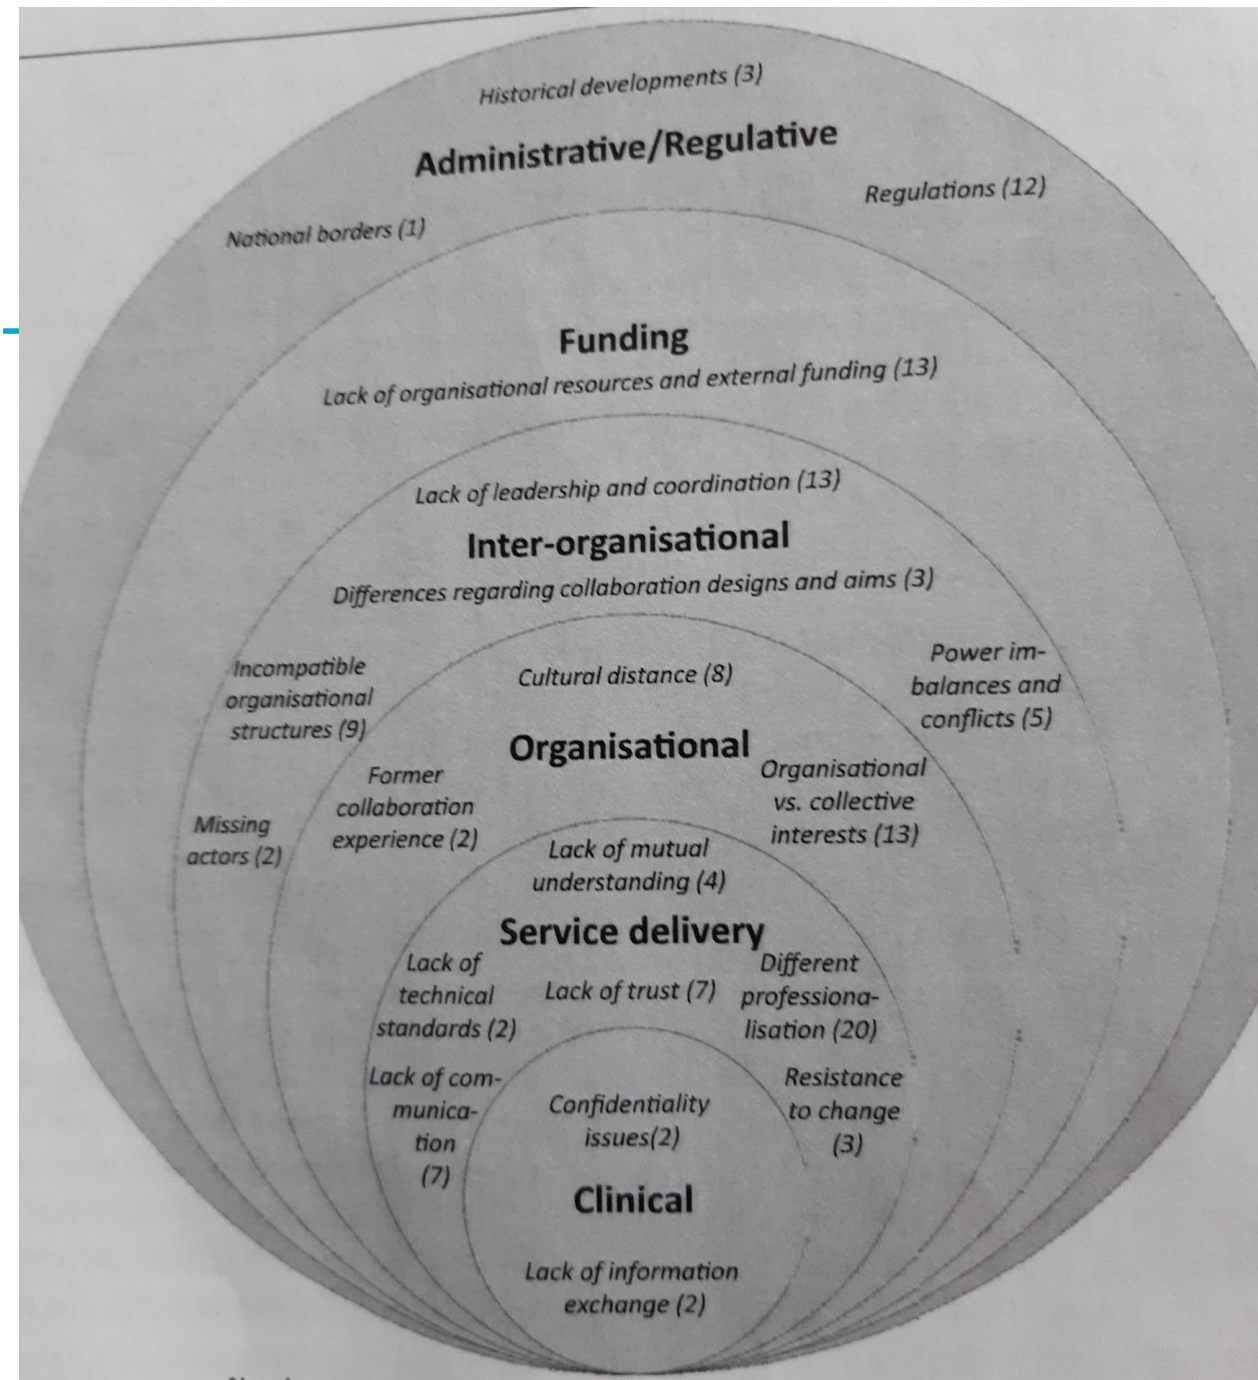 Historical developments (3)
Administrative/Regulative
Regulations (12)
National borders (1)
Funding
Lack of organisational resources and external funding (13)
Lack of leadership and coordination (13)
Inter-organisational
Differences regarding collaboration designs and aims (3)
Incompatible
organisational
structures (9)
Cultural distance (8)
Power im-
balances and
conflicts (5)
Organisational
Former
collaboration
experience (2)
Organisational
vs. collective
interests (13)
Missing
actors (2)
Lack of mutual
understanding (4)
Service delivery
Lack of
technical
standards (2)
Lack of trust (7)
Different
professiona-
lisation (20)
Lack of com-
munica-
tion
(7)
Confidentiality
issues(2)
Resistance
to change
(3)
Clinical
Lack of information
exchange (2)